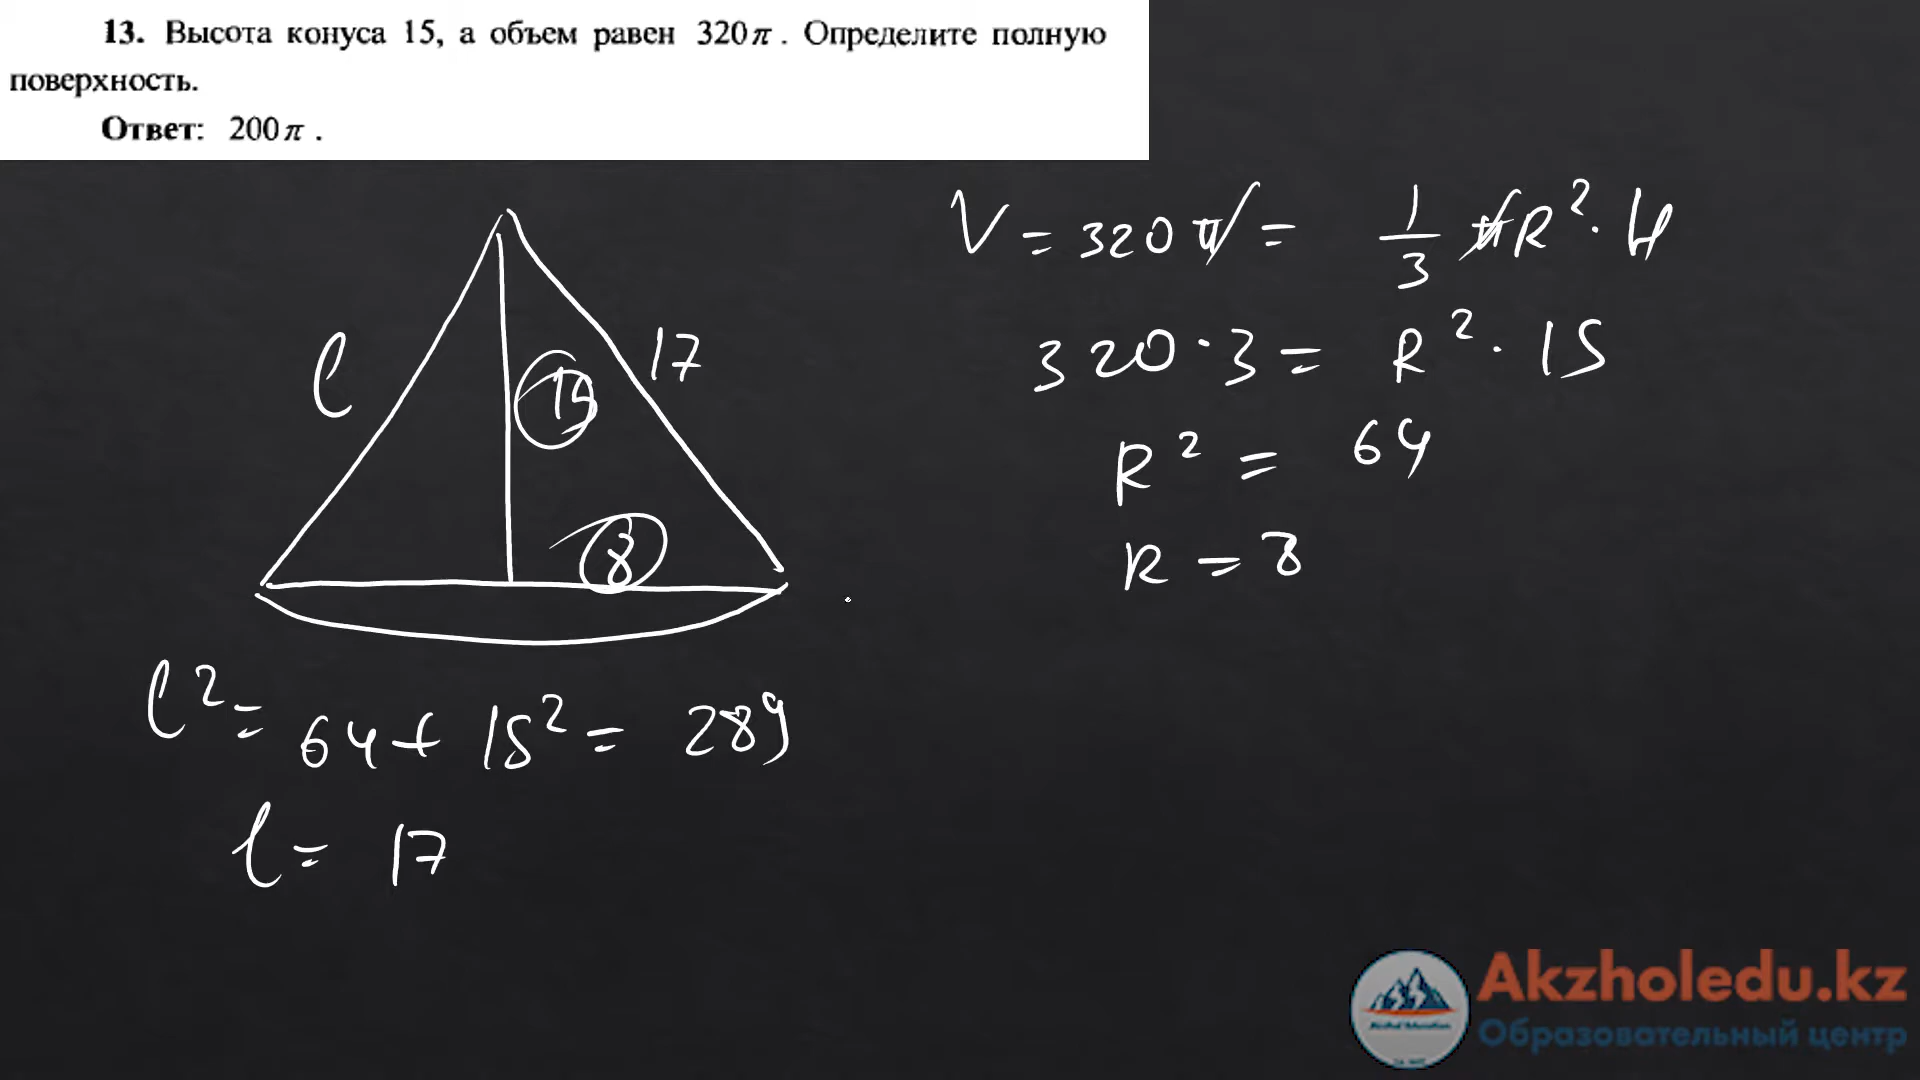 13. Высота конуса 15, а объем равен 320π. Определите полную
поверхность.
Ответ: 200π.
l
15
17
8
l² = 64 + 15² = 289
l = 17
V = 320π = 1/3 πR² · H
320 · 3 = R² · 15
R² = 64
R = 8
Akzholedu.kz
Образовательный центр